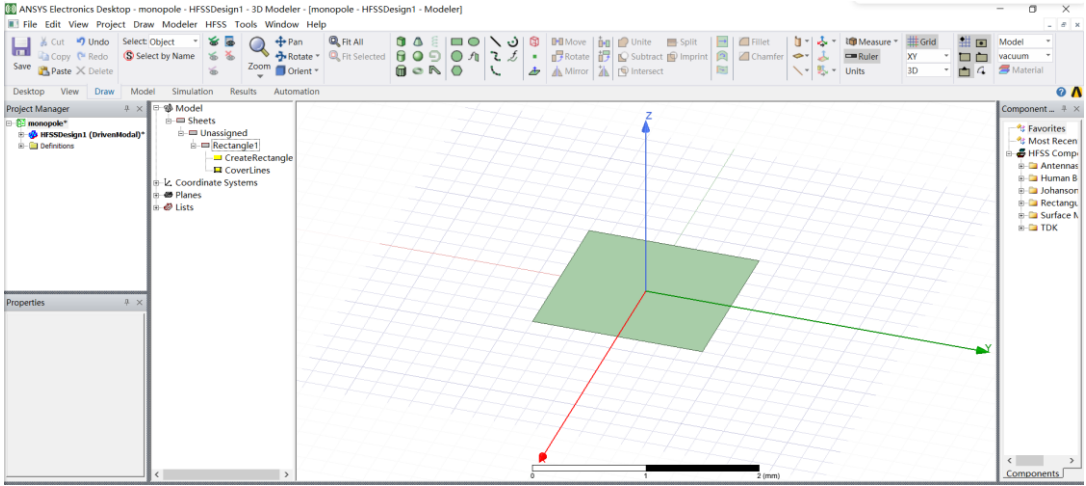 ANSYS Electronics Desktop - monopole - HFSSDesign1 - 3D Modeler - [monopole - HFSSDesign1 - Modeler]
File Edit View Project Draw Modeler HFSS Tools Window Help
Save
Cut Undo
Copy Redo
Paste Delete
Select: Object
Select by Name
Zoom
Pan
Rotate
Orient
Fit All
Fit Selected
Move
Rotate
Mirror
Unite Split
Subtract Imprint
Intersect
Fillet
Chamfer
Measure
Ruler
Units
Grid
XY
3D
Model
vacuum
Material
Desktop View Draw Model Simulation Results Automation
Project Manager
monopole*
HFSSDesign1 (DrivenModal)*
Definitions
Properties
Model
Sheets
Unassigned
Rectangle1
CreateRectangle
CoverLines
Coordinate Systems
Planes
Lists
Z
Y
0 1 2 (mm)
Component ...
Favorites
Most Recen
HFSS Comp
Antennas
Human B
Johanson
Rectangu
Surface M
TDK
Components